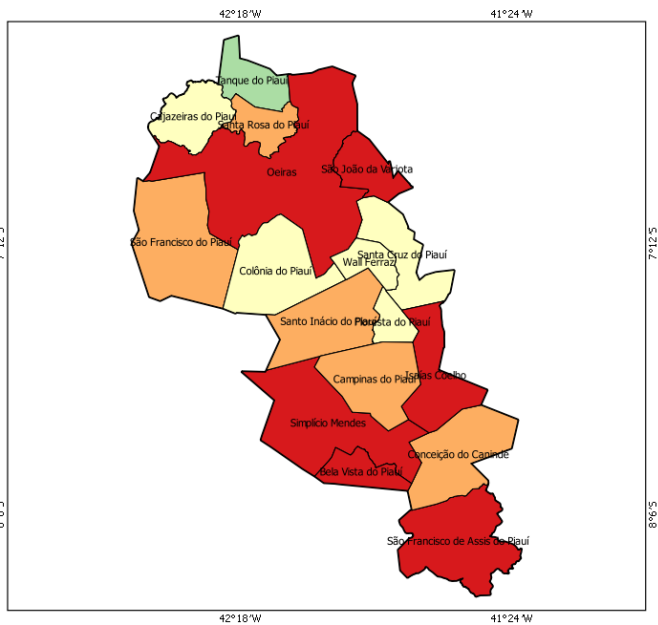 42°18′W 41°24′W
Tanque do Piauí
Cajazeiras do Piauí
Santa Rosa do Piauí
Oeiras
São João da Varjota
São Francisco do Piauí
Santa Cruz do Piauí
Wall Ferraz
Colônia do Piauí
7°12′S
7°12′S
Santo Inácio do Piauí
Floresta do Piauí
Campinas do Piauí
Isaías Coelho
Simplício Mendes
Conceição do Canindé
Bela Vista do Piauí
8°6′S
8°6′S
São Francisco de Assis do Piauí
42°18′W 41°24′W